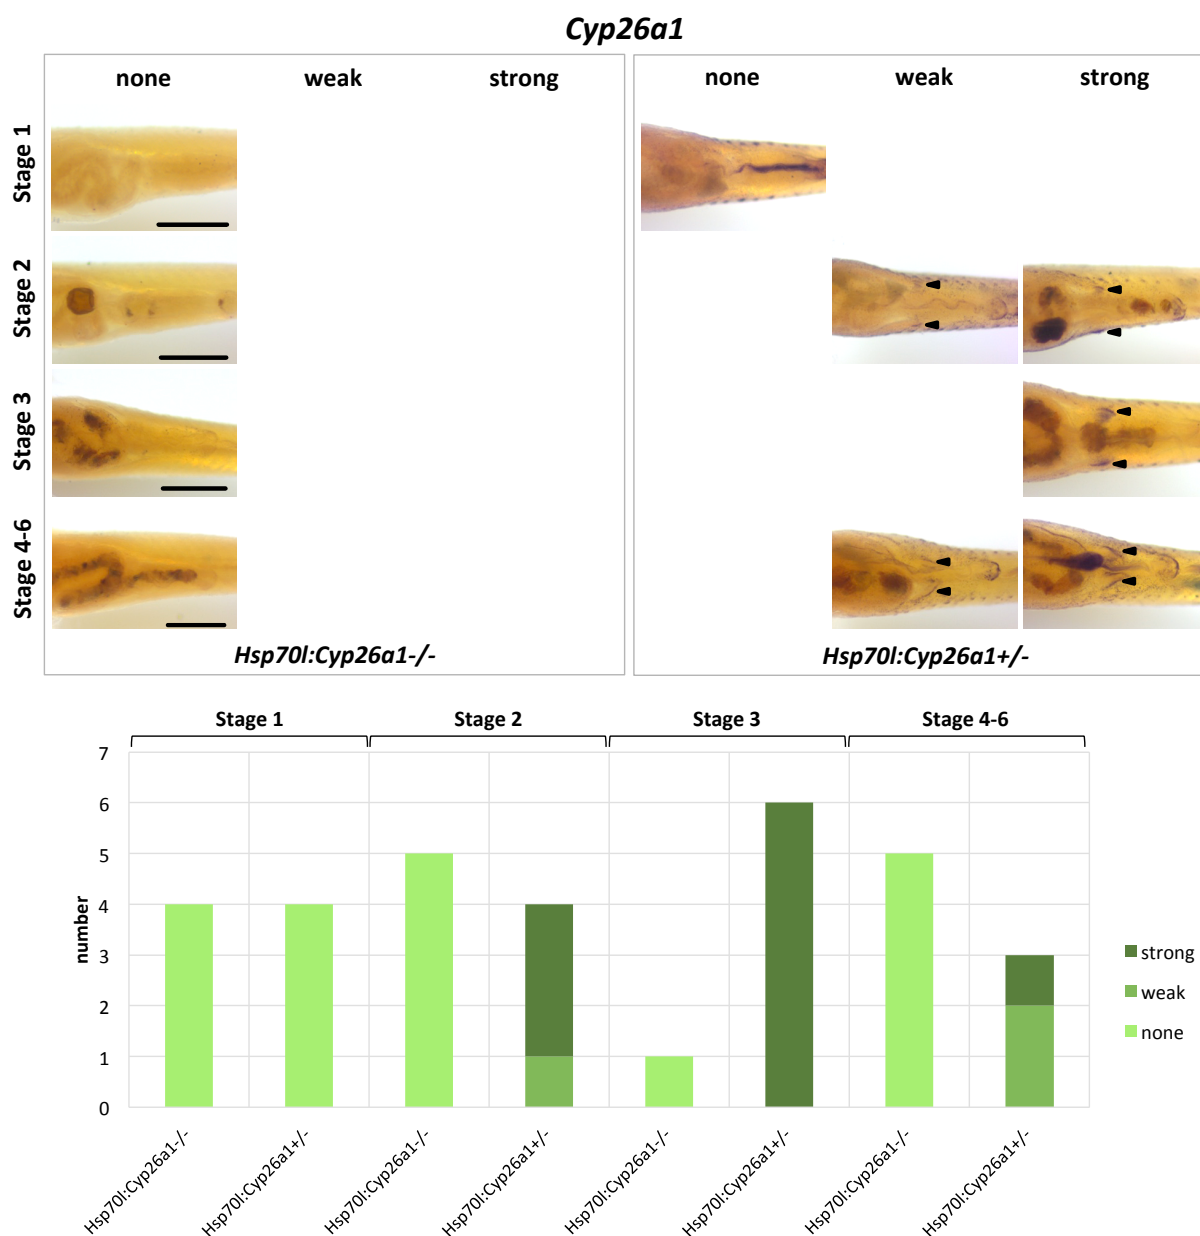 Cyp26a1
none weak strong
none weak strong
Stage 1
Stage 2
Stage 3
Stage 4-6
Hsp70l:Cyp26a1-/-
Hsp70l:Cyp26a1+/-
Stage 1 Stage 2 Stage 3 Stage 4-6
number
7
6
5
4
3
2
1
0
strong
weak
none
Hsp70l:Cyp26a1-/-
Hsp70l:Cyp26a1+/-
Hsp70l:Cyp26a1-/-
Hsp70l:Cyp26a1+/-
Hsp70l:Cyp26a1-/-
Hsp70l:Cyp26a1+/-
Hsp70l:Cyp26a1-/-
Hsp70l:Cyp26a1+/-